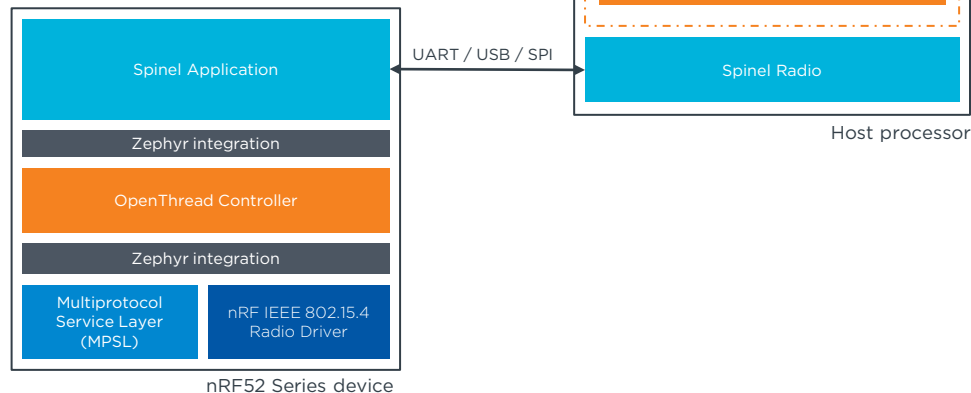 Spinel Application
Zephyr integration
OpenThread Controller
Zephyr integration
Multiprotocol
Service Layer
(MPSL)
nRF IEEE 802.15.4
Radio Driver
nRF52 Series device
UART / USB / SPI
Spinel Radio
Host processor